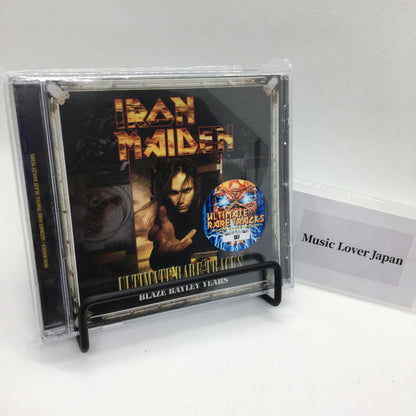 IRON
MAIDEN
ULTIMATE
RARE TRACKS
ULTIMATE RARE TRACKS
BLAZE BAYLEY YEARS
Music Lover Japan